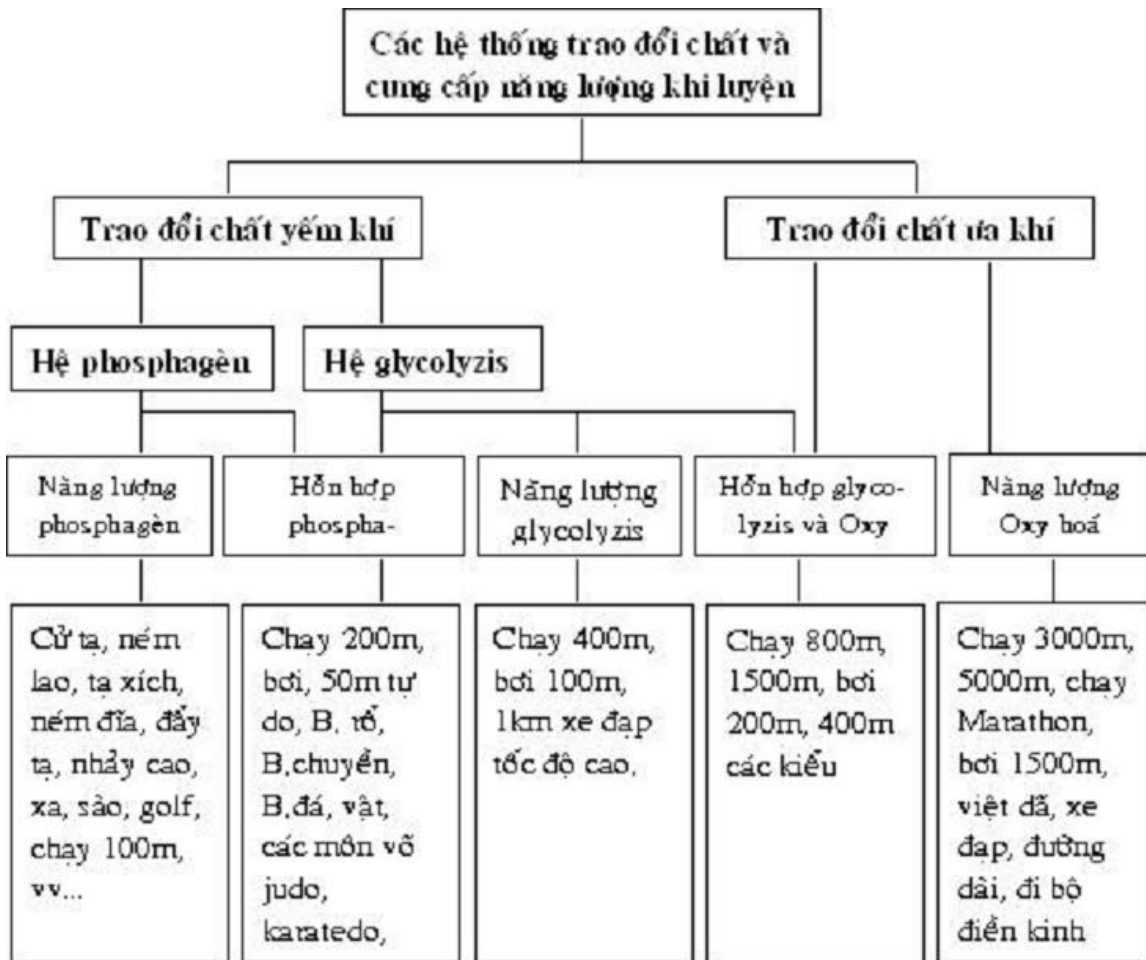 Các hệ thống trao đổi chất và
cung cấp năng lượng khi luyện
Trao đổi chất yếm khí
Trao đổi chất ưa khí
Hệ phosphagèn
Hệ glycolyzis
Năng lượng
phosphagèn
Hỗn hợp
phospha-
Năng lượng
glycolyzis
Hỗn hợp glyco-
lyzis và Oxy
Năng lượng
Oxy hoá
Cử tạ, ném
lao, tạ xích,
ném đĩa, đẩy
tạ, nhảy cao,
xa, sào, golf,
chạy 100m,
vv...
Chạy 200m,
bơi, 50m tự
do, B. rổ,
B.chuyền,
B.đá, vật,
các môn võ
judo,
karatedo,
Chạy 400m,
bơi 100m,
1km xe đạp
tốc độ cao.
Chạy 800m,
1500m, bơi
200m, 400m
các kiểu
Chạy 3000m,
5000m, chạy
Marathon,
bơi 1500m,
việt dã, xe
đạp, đường
dài, đi bộ
điền kinh